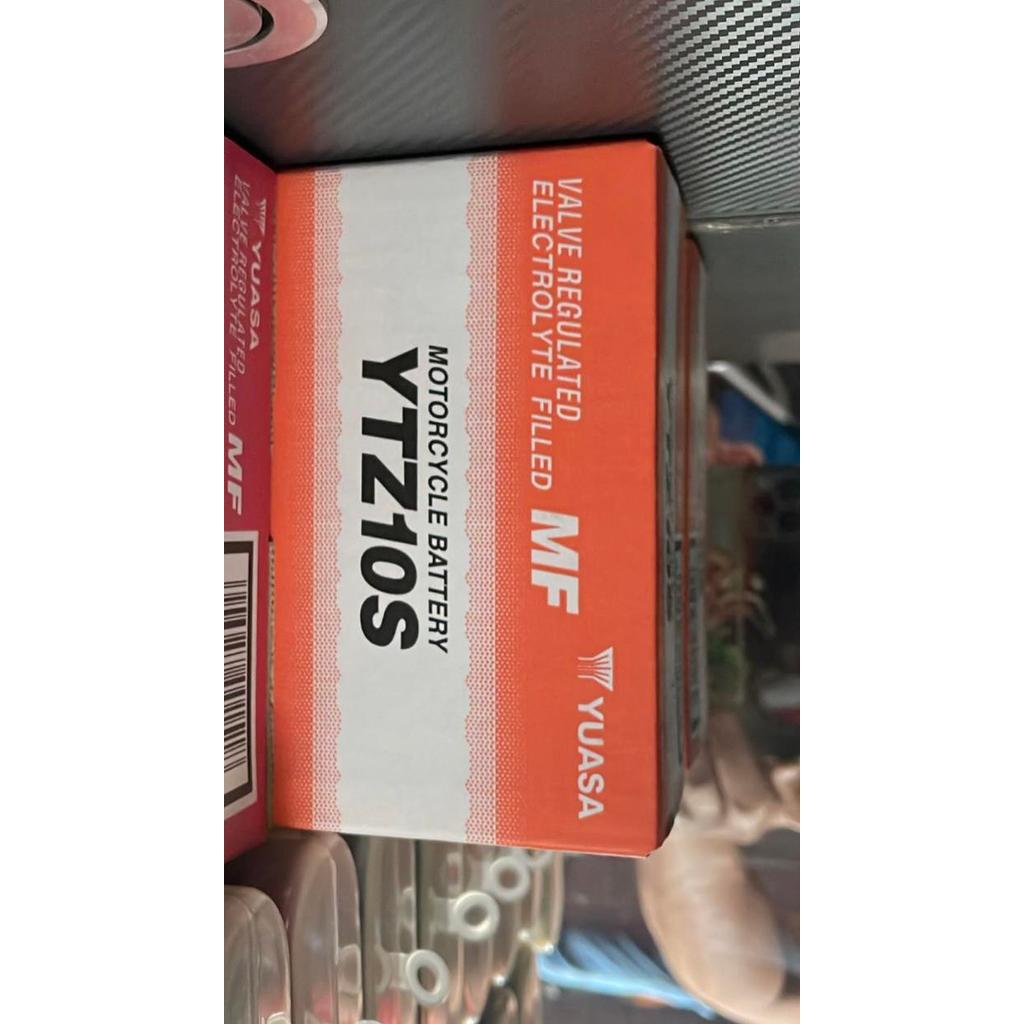 VALVE REGULATED
ELECTROLYTE FILLED MF
YUASA
MOTORCYCLE BATTERY
YTZ10S
YUASA
VALVE REGULATED
ELECTROLYTE FILLED MF